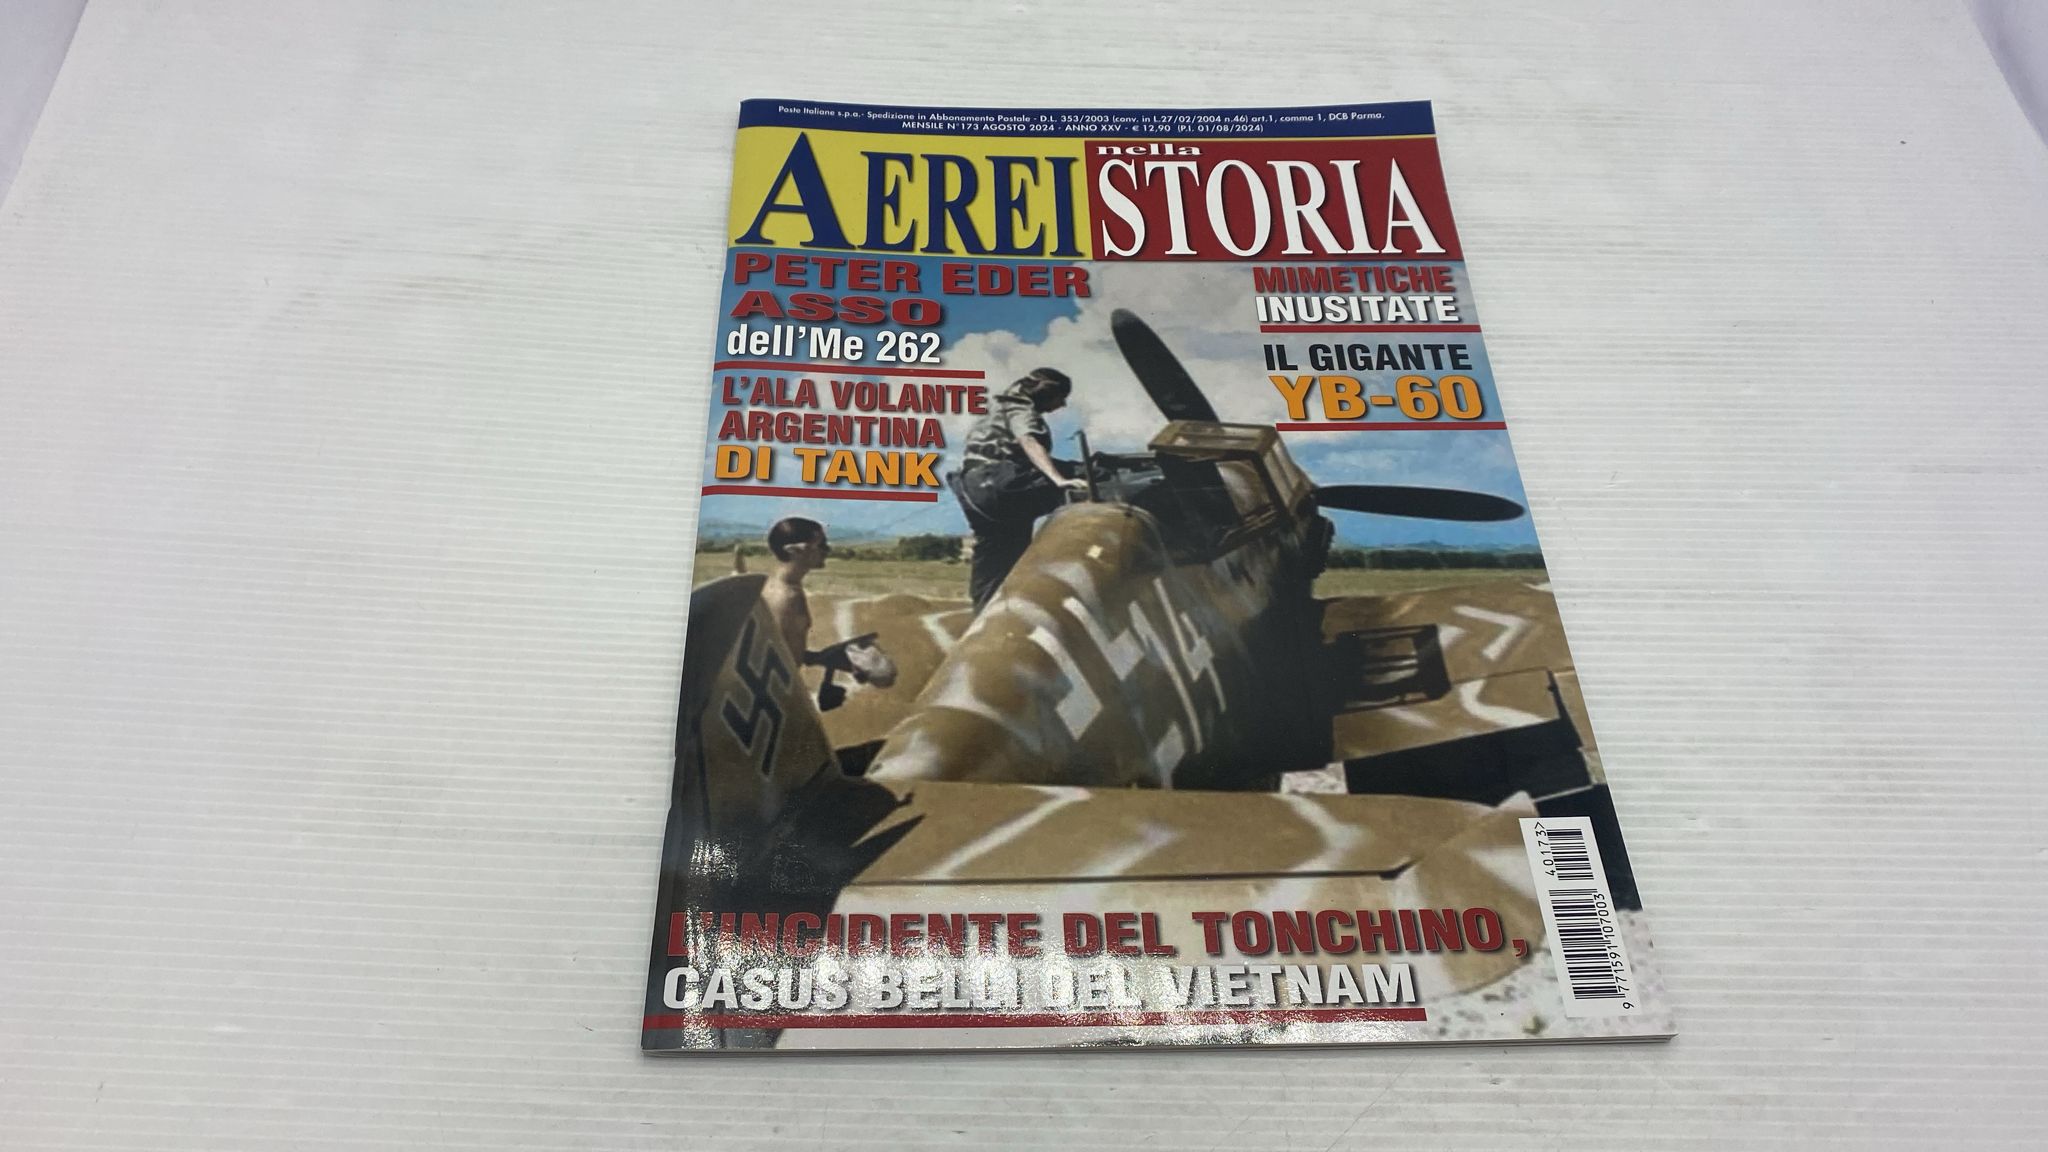 Poste Italiane s.p.a.- Spedizione in Abbonamento Postale - D.L. 353/2003 (conv. in L.27/02/2004 n.46) art.1, comma 1, DCB Parma.
MENSILE N°173 AGOSTO 2024 - ANNO XXV - € 12,90 (P.I. 01/08/2024)
AEREI nella STORIA
PETER EDER
ASSO
dell'Me 262
L'ALA VOLANTE
ARGENTINA
DI TANK
MIMETICHE
INUSITATE
IL GIGANTE
YB-60
14
L'INCIDENTE DEL TONCHINO,
CASUS BELLI DEL VIETNAM
40173>
9 771591 107003